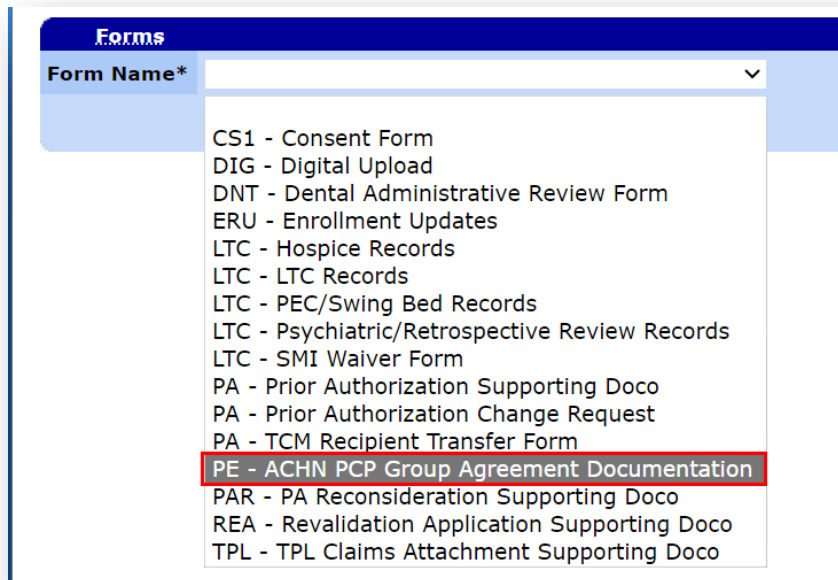 Forms
Form Name*
CS1 - Consent Form
DIG - Digital Upload
DNT - Dental Administrative Review Form
ERU - Enrollment Updates
LTC - Hospice Records
LTC - LTC Records
LTC - PEC/Swing Bed Records
LTC - Psychiatric/Retrospective Review Records
LTC - SMI Waiver Form
PA - Prior Authorization Supporting Doco
PA - Prior Authorization Change Request
PA - TCM Recipient Transfer Form
PE - ACHN PCP Group Agreement Documentation
PAR - PA Reconsideration Supporting Doco
REA - Revalidation Application Supporting Doco
TPL - TPL Claims Attachment Supporting Doco